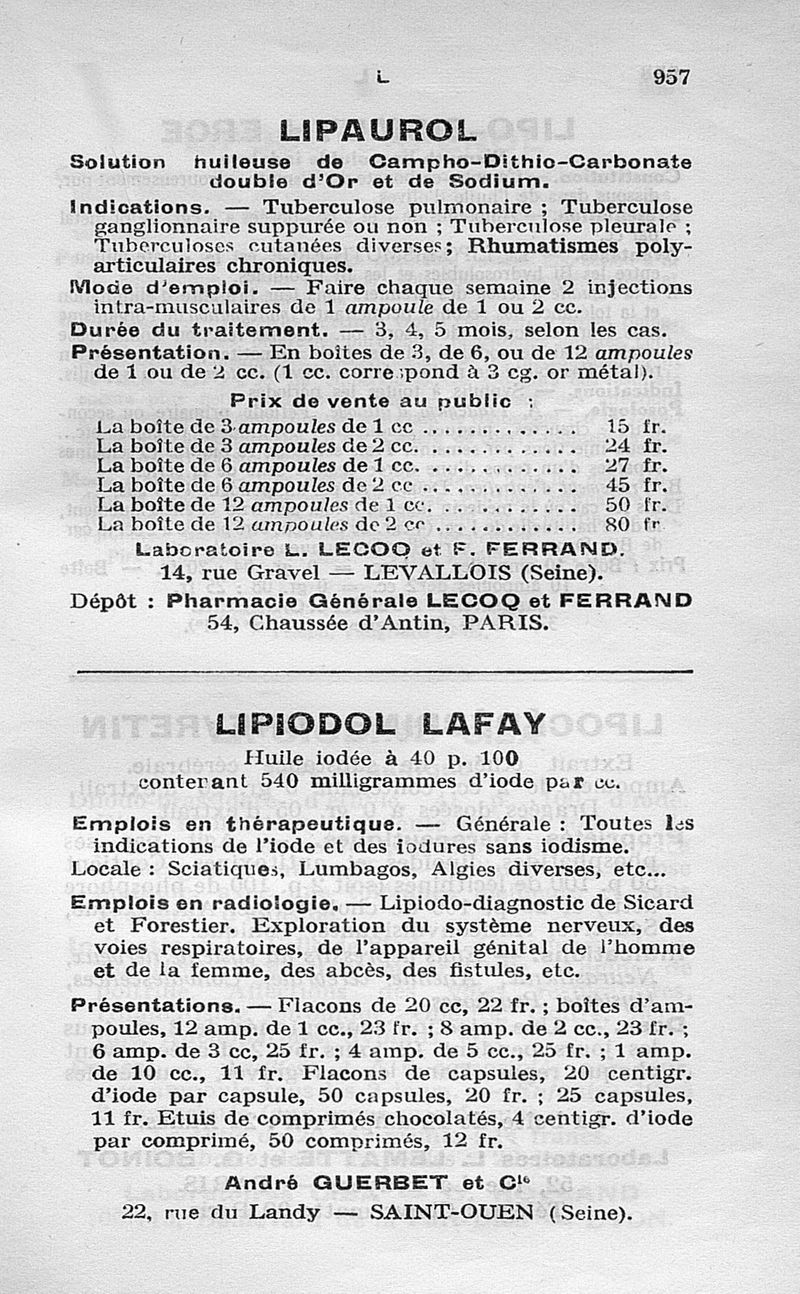 L 957
LIPAUROL
Solution huileuse de Campho-Dithio-Carbonate
double d'Or et de Sodium.
Indications. — Tuberculose pulmonaire ; Tuberculose
ganglionnaire suppurée ou non ; Tuberculose pleurale ;
Tuberculoses cutanées diverses; Rhumatismes poly-
articulaires chroniques.
Mode d'emploi. — Faire chaque semaine 2 injections
intra-musculaires de 1 ampoule de 1 ou 2 cc.
Durée du traitement. — 3, 4, 5 mois, selon les cas.
Présentation. — En boîtes de 3, de 6, ou de 12 ampoules
de 1 ou de 2 cc. (1 cc. correspond à 3 cg. or métal).
Prix de vente au public :
La boîte de 3 ampoules de 1 cc ............. 15 fr.
La boîte de 3 ampoules de 2 cc. ............ 24 fr.
La boîte de 6 ampoules de 1 cc. ............ 27 fr.
La boîte de 6 ampoules de 2 cc ............. 45 fr.
La boîte de 12 ampoules de 1 cc. ........... 50 fr.
La boîte de 12 ampoules de 2 cc ............ 80 fr
Laboratoire L. LECOQ et F. FERRAND.
14, rue Gravel — LEVALLOIS (Seine).
Dépôt : Pharmacie Générale LECOQ et FERRAND
54, Chaussée d'Antin, PARIS.
LIPIODOL LAFAY
Huile iodée à 40 p. 100
contenant 540 milligrammes d'iode par cc.
Emplois en thérapeutique. — Générale : Toutes les
indications de l'iode et des iodures sans iodisme.
Locale : Sciatiques, Lumbagos, Algies diverses, etc...
Emplois en radiologie. — Lipiodo-diagnostic de Sicard
et Forestier. Exploration du système nerveux, des
voies respiratoires, de l'appareil génital de l'homme
et de la femme, des abcès, des fistules, etc.
Présentations. — Flacons de 20 cc, 22 fr. ; boîtes d'am-
poules, 12 amp. de 1 cc., 23 fr. ; 8 amp. de 2 cc., 23 fr. ;
6 amp. de 3 cc, 25 fr. ; 4 amp. de 5 cc., 25 fr. ; 1 amp.
de 10 cc., 11 fr. Flacons de capsules, 20 centigr.
d'iode par capsule, 50 capsules, 20 fr. ; 25 capsules,
11 fr. Etuis de comprimés chocolatés, 4 centigr. d'iode
par comprimé, 50 comprimés, 12 fr.
André GUERBET et Cie
22, rue du Landy — SAINT-OUEN (Seine).